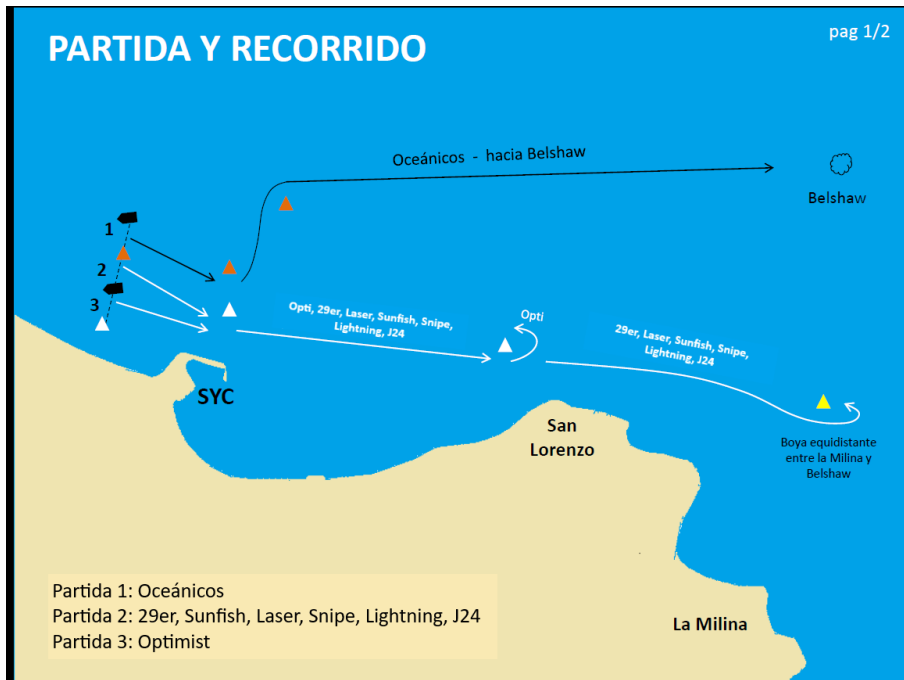 PARTIDA Y RECORRIDO
pag 1/2
Oceánicos - hacia Belshaw
Belshaw
1
2
3
Opti, 29er, Laser, Sunfish, Snipe,
Lightning, J24
Opti
29er, Laser, Sunfish, Snipe,
Lightning, J24
SYC
San
Lorenzo
Boya equidistante
entre la Milina y
Belshaw
Partida 1: Oceánicos
Partida 2: 29er, Sunfish, Laser, Snipe, Lightning, J24
Partida 3: Optimist
La Milina